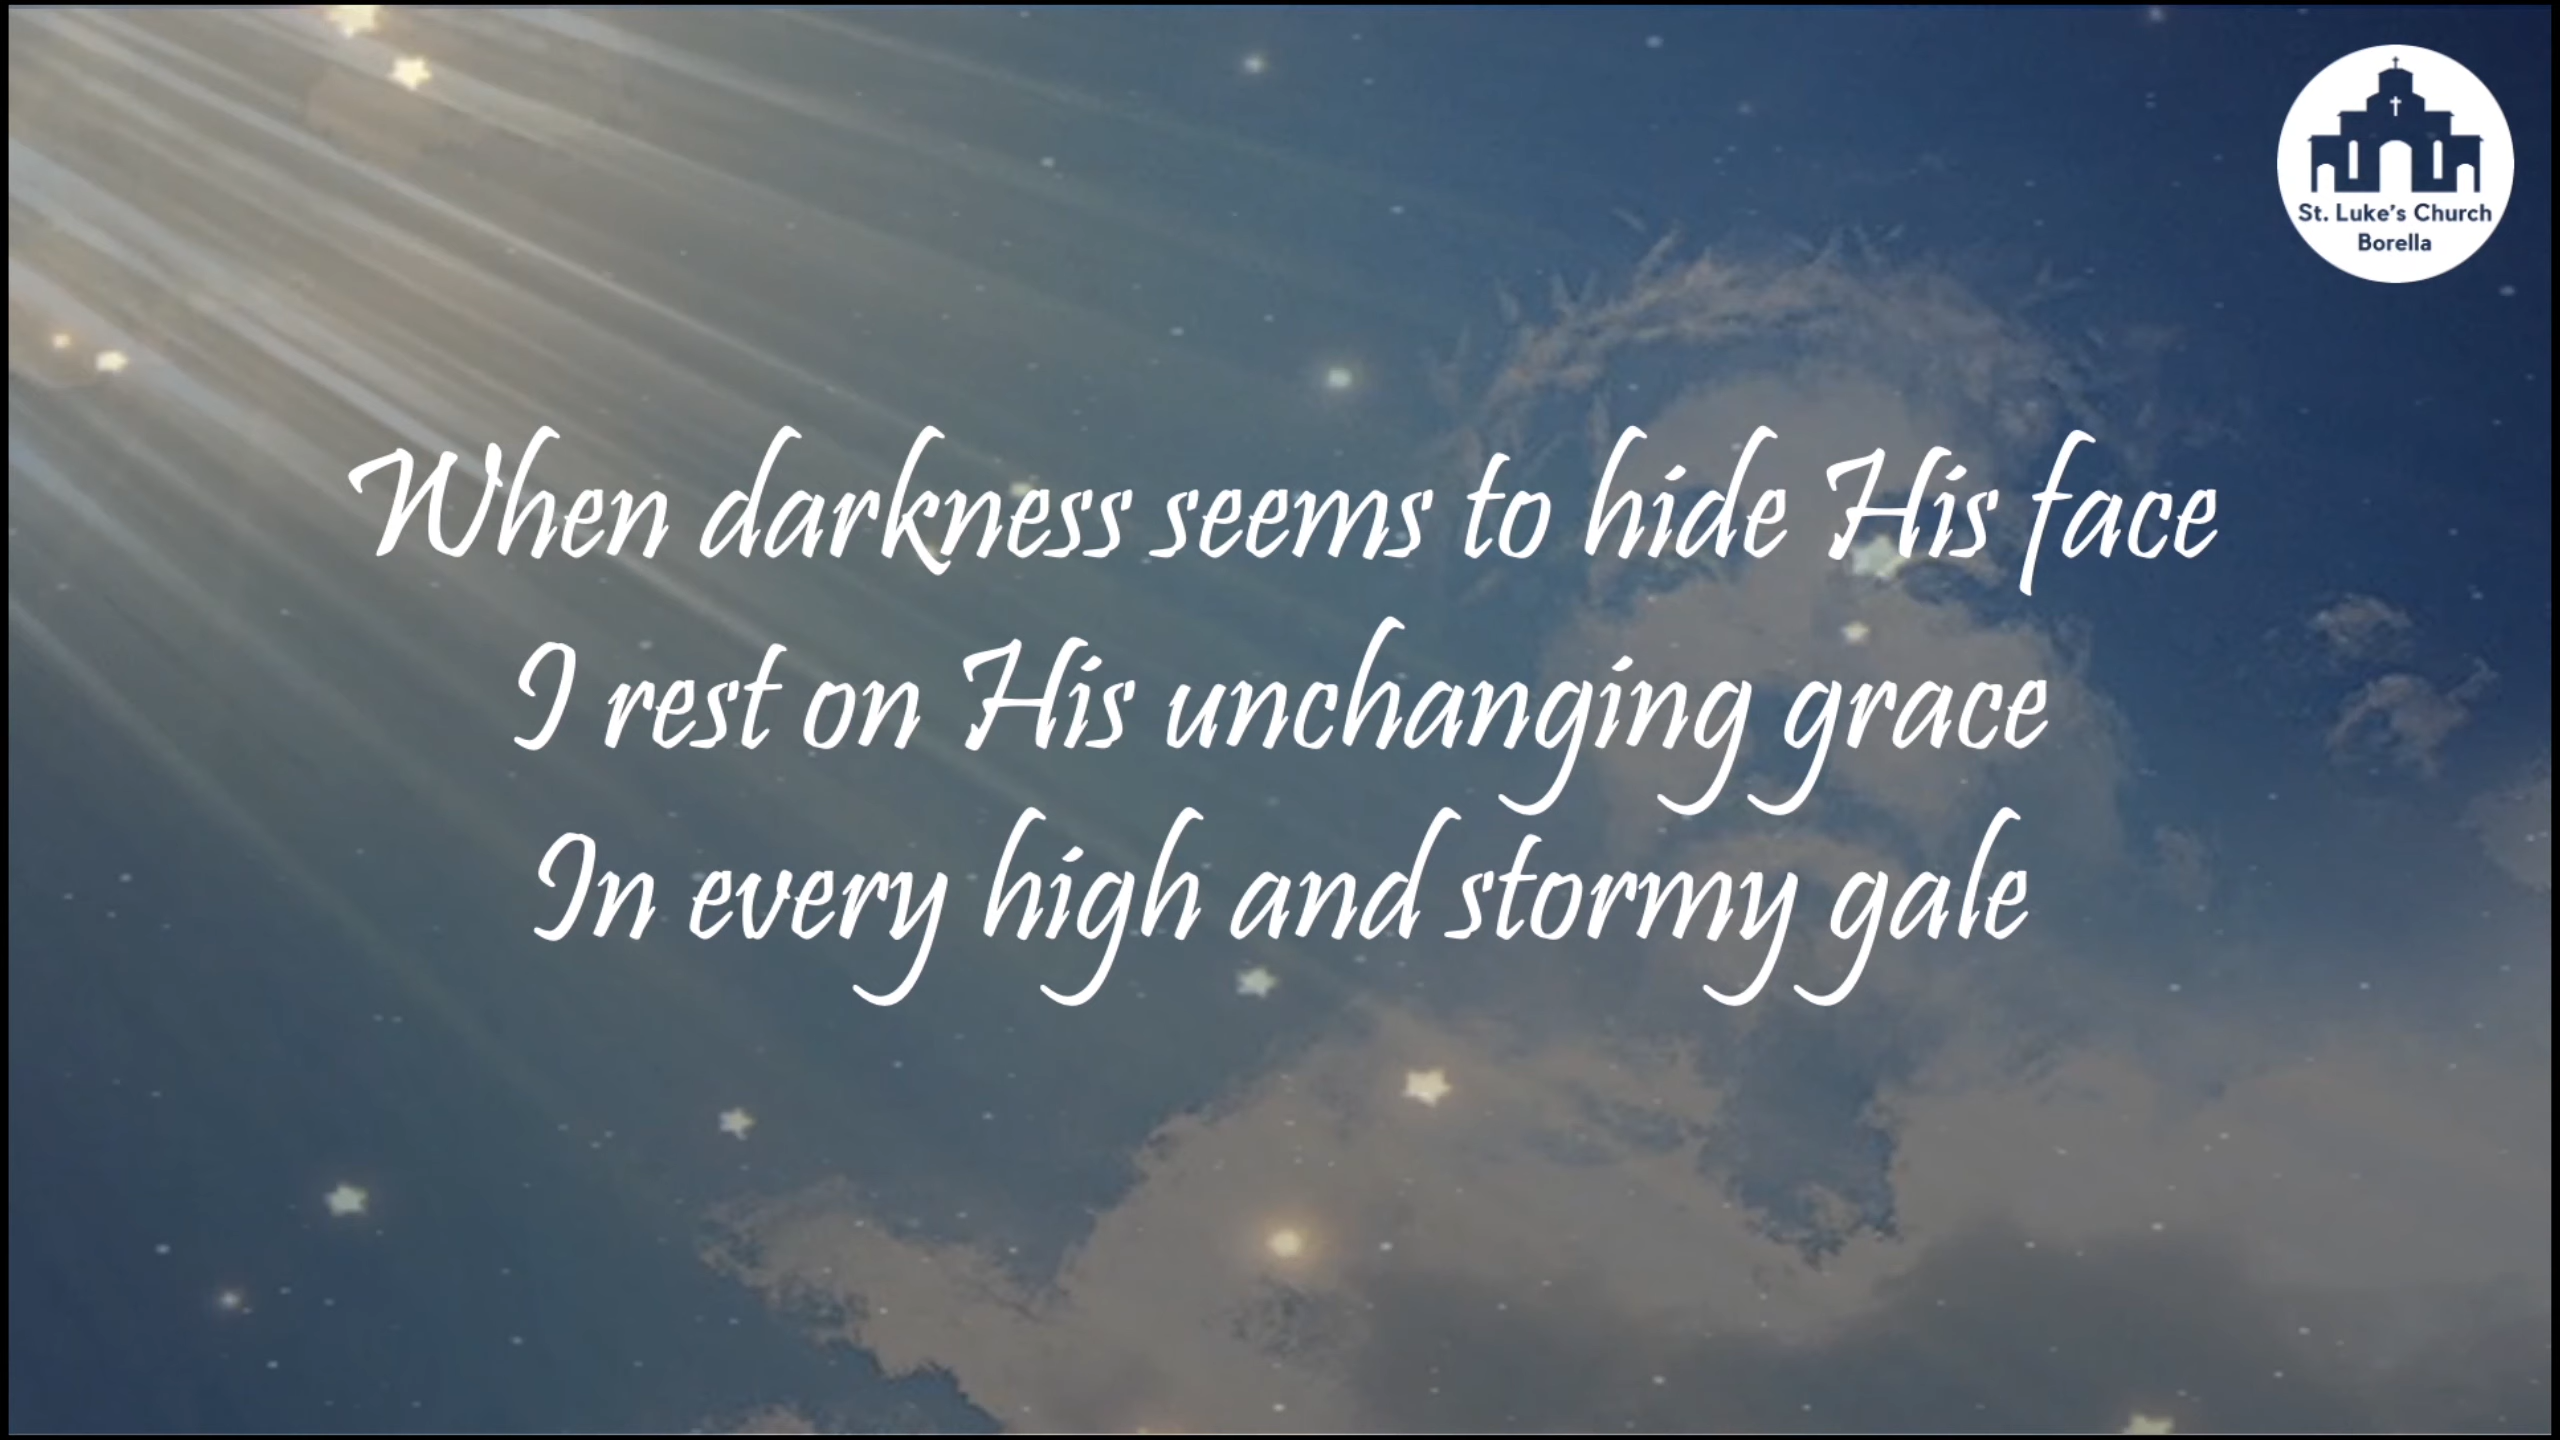 St. Luke's Church
Borella
When darkness seems to hide His face
I rest on His unchanging grace
In every high and stormy gale